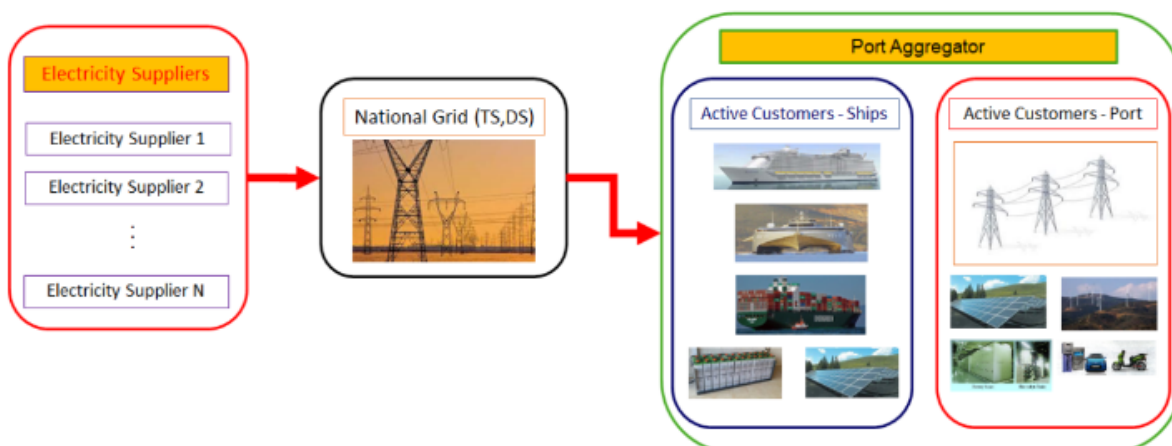 Electricity Suppliers
Electricity Supplier 1
Electricity Supplier 2
⋮
Electricity Supplier N
National Grid (TS,DS)
Port Aggregator
Active Customers - Ships
Active Customers - Port